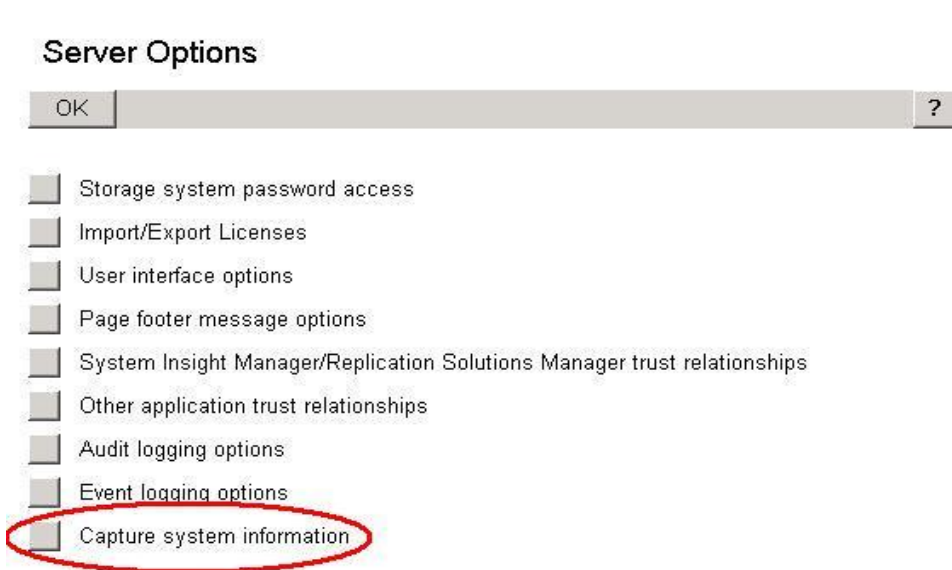 Server Options
OK ?
Storage system password access
Import/Export Licenses
User interface options
Page footer message options
System Insight Manager/Replication Solutions Manager trust relationships
Other application trust relationships
Audit logging options
Event logging options
Capture system information